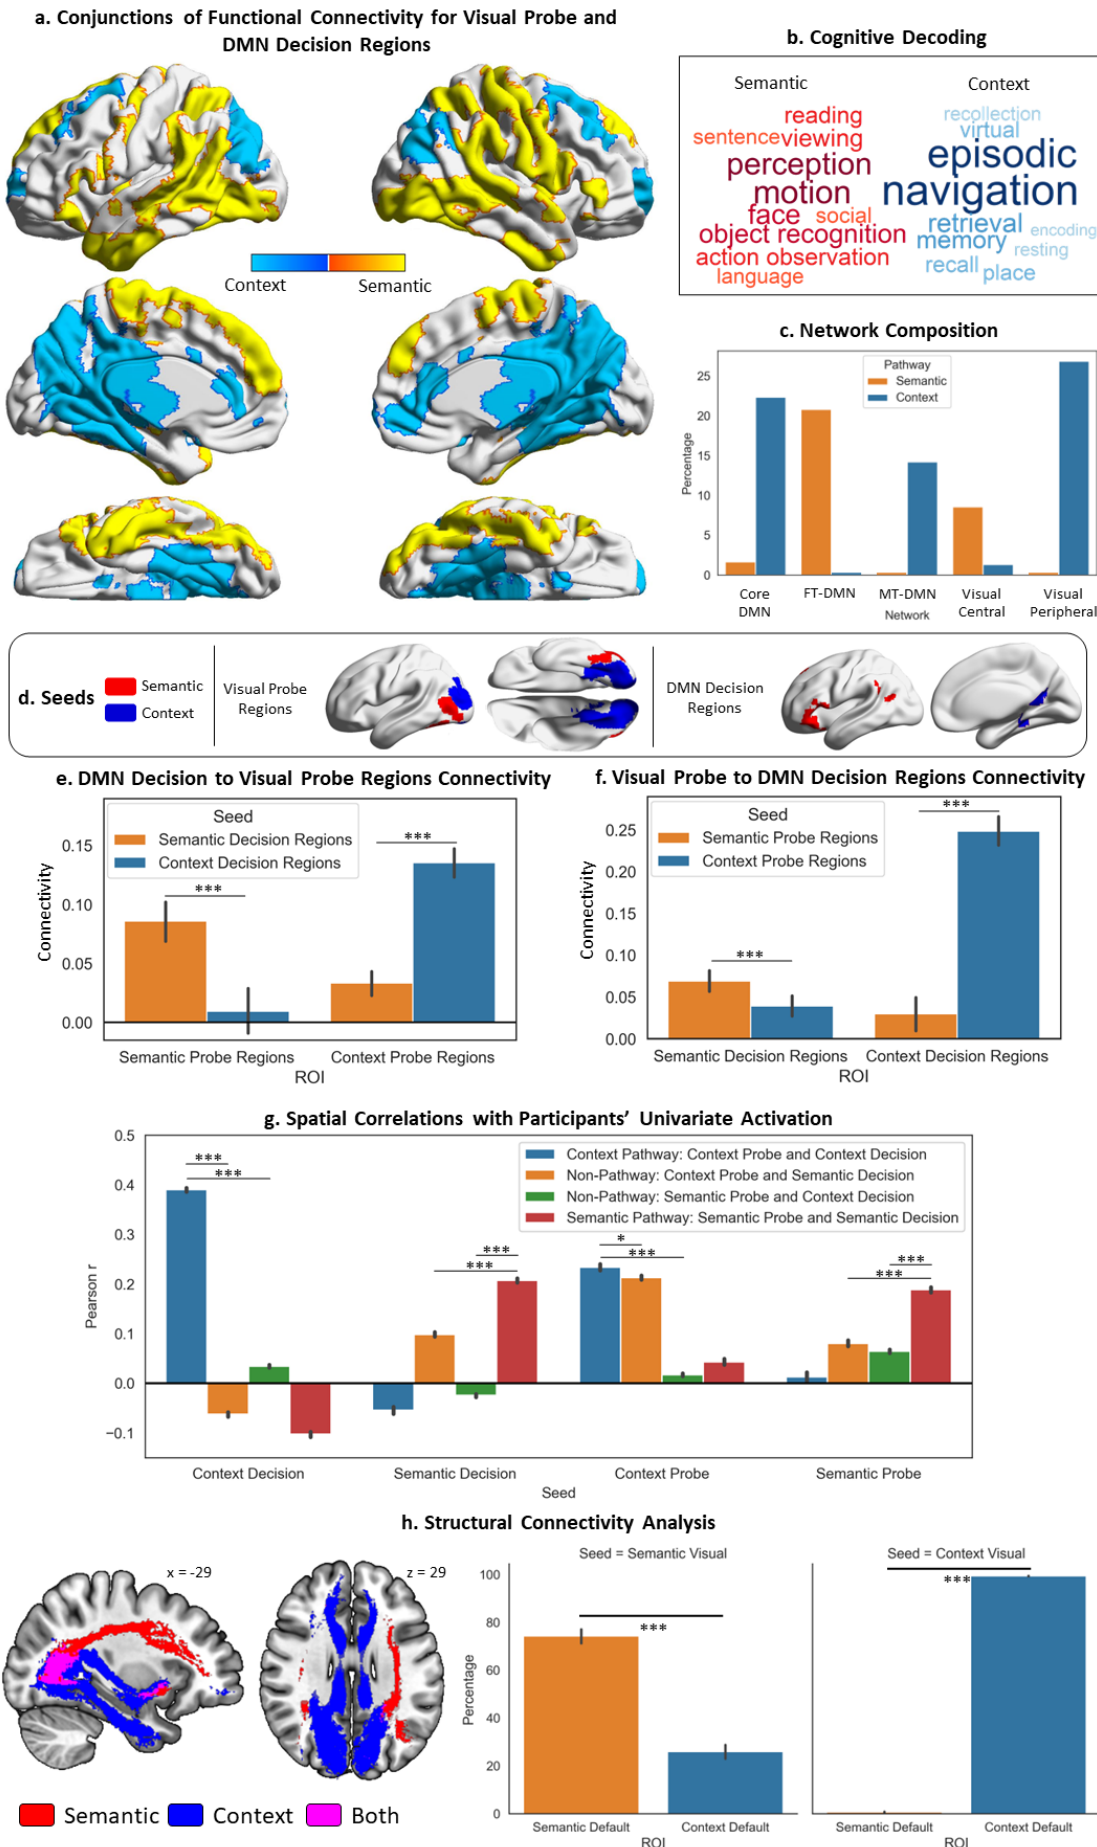 a. Conjunctions of Functional Connectivity for Visual Probe and
DMN Decision Regions
Context
Semantic
b. Cognitive Decoding
Semantic
Context
reading
sentence viewing
perception
motion
face social
object recognition
action observation
language
recollection
virtual
episodic
navigation
retrieval encoding
memory resting
recall place
c. Network Composition
Pathway
Semantic
Context
Percentage
25
20
15
10
5
0
Core DMN
FT-DMN
MT-DMN
Visual Central
Visual Peripheral
Network
d. Seeds
Semantic
Context
Visual Probe
Regions
DMN Decision
Regions
e. DMN Decision to Visual Probe Regions Connectivity
Seed
Semantic Decision Regions
Context Decision Regions
***
***
Connectivity
0.15
0.10
0.05
0.00
Semantic Probe Regions
Context Probe Regions
ROI
f. Visual Probe to DMN Decision Regions Connectivity
Seed
Semantic Probe Regions
Context Probe Regions
***
***
Connectivity
0.25
0.20
0.15
0.10
0.05
0.00
Semantic Decision Regions
Context Decision Regions
ROI
g. Spatial Correlations with Participants' Univariate Activation
Context Pathway: Context Probe and Context Decision
Non-Pathway: Context Probe and Semantic Decision
Non-Pathway: Semantic Probe and Context Decision
Semantic Pathway: Semantic Probe and Semantic Decision
***
***
***
***
*
***
***
***
Pearson r
0.5
0.4
0.3
0.2
0.1
0.0
−0.1
Context Decision
Semantic Decision
Context Probe
Semantic Probe
Seed
h. Structural Connectivity Analysis
x = -29
z = 29
Semantic
Context
Both
Seed = Semantic Visual
Seed = Context Visual
***
***
Percentage
100
80
60
40
20
0
Semantic Default
Context Default
ROI
Semantic Default
Context Default
ROI